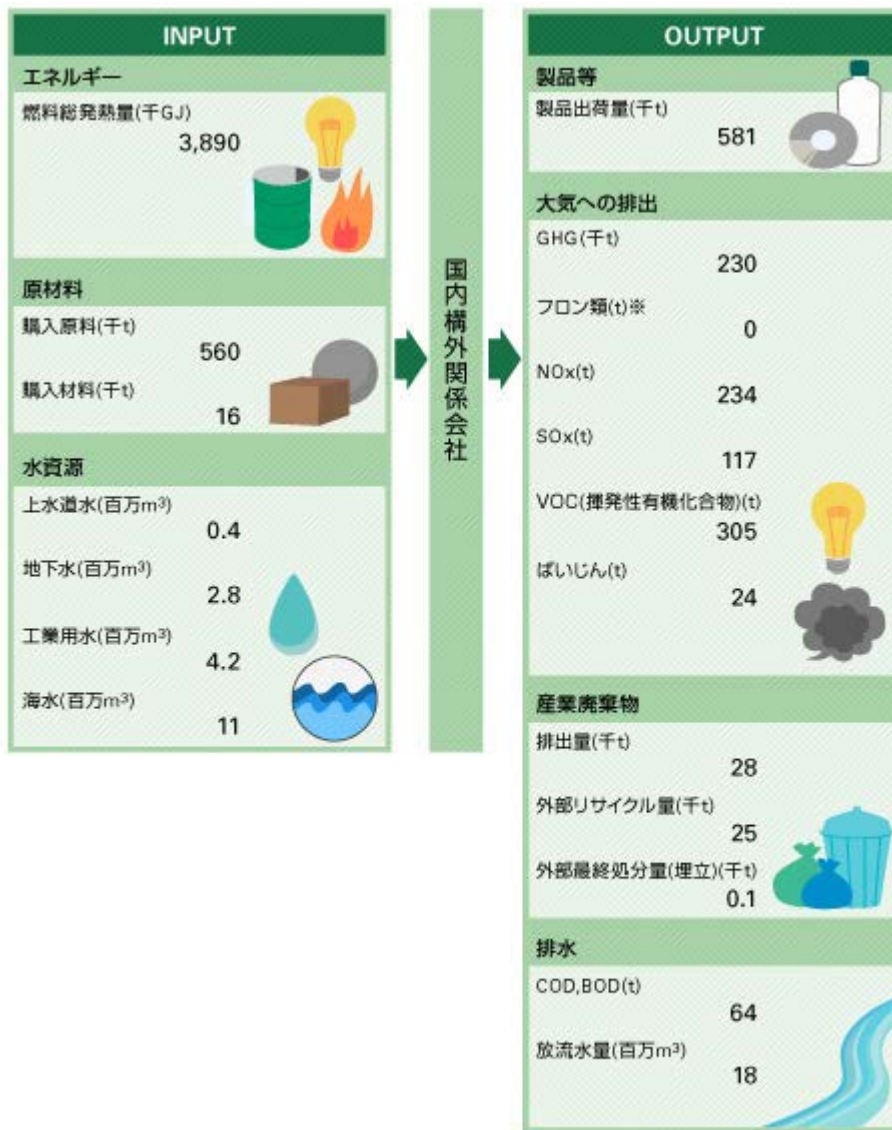 INPUT
エネルギー
燃料総発熱量(千GJ)
3,890
原材料
購入原料(千t)
560
購入材料(千t)
16
水資源
上水道水(百万m³)
0.4
地下水(百万m³)
2.8
工業用水(百万m³)
4.2
海水(百万m³)
11
国内構外関係会社
OUTPUT
製品等
製品出荷量(千t)
581
大気への排出
GHG(千t)
230
フロン類(t)※
0
NOx(t)
234
SOx(t)
117
VOC(揮発性有機化合物)(t)
305
ばいじん(t)
24
産業廃棄物
排出量(千t)
28
外部リサイクル量(千t)
25
外部最終処分量(埋立)(千t)
0.1
排水
COD,BOD(t)
64
放流水量(百万m³)
18